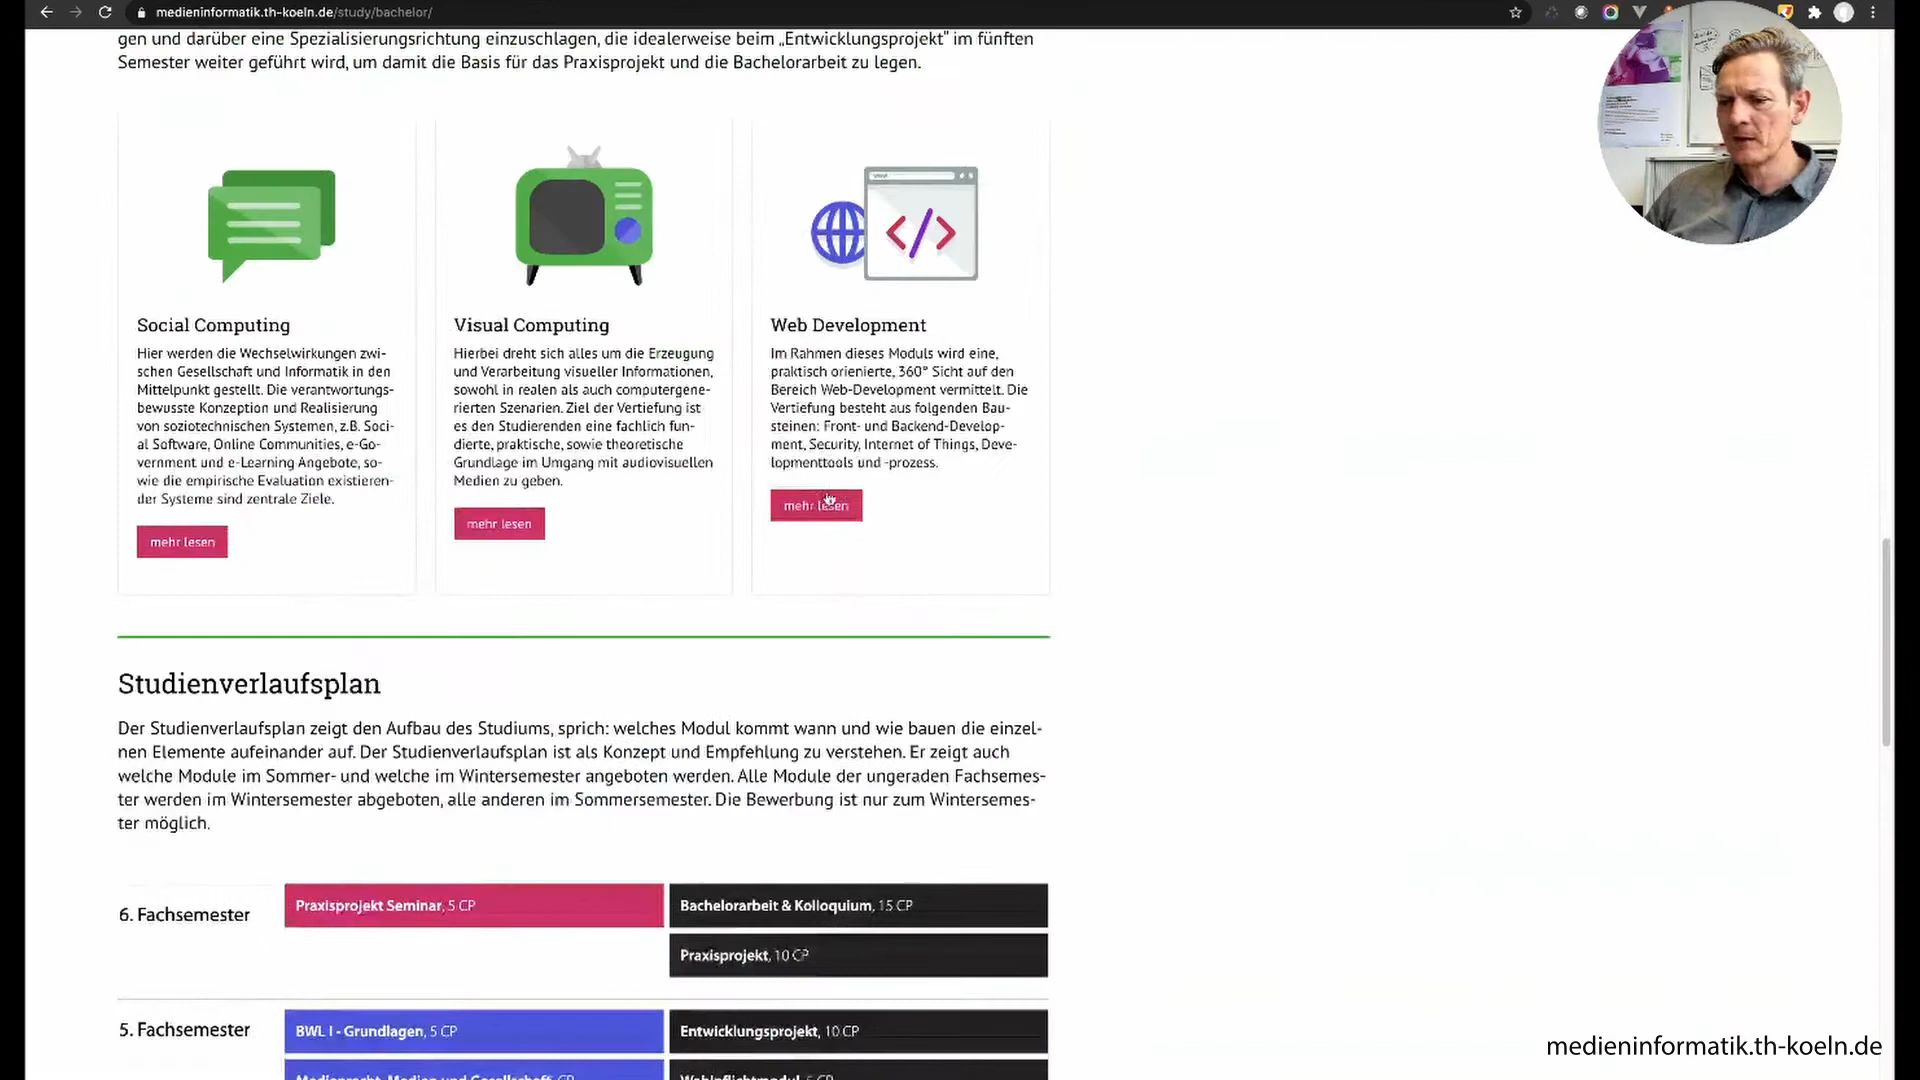 medieninformatik.th-koeln.de/study/bachelor/
gen und darüber eine Spezialisierungsrichtung einzuschlagen, die idealerweise beim „Entwicklungsprojekt" im fünften
Semester weiter geführt wird, um damit die Basis für das Praxisprojekt und die Bachelorarbeit zu legen.
Social Computing
Hier werden die Wechselwirkungen zwi-
schen Gesellschaft und Informatik in den
Mittelpunkt gestellt. Die verantwortungs-
bewusste Konzeption und Realisierung
von soziotechnischen Systemen, z.B. Soci-
al Software, Online Communities, e-Go-
vernment und e-Learning Angebote, so-
wie die empirische Evaluation existieren-
der Systeme sind zentrale Ziele.
mehr lesen
Visual Computing
Hierbei dreht sich alles um die Erzeugung
und Verarbeitung visueller Informationen,
sowohl in realen als auch computergene-
rierten Szenarien. Ziel der Vertiefung ist
es den Studierenden eine fachlich fun-
dierte, praktische, sowie theoretische
Grundlage im Umgang mit audiovisuellen
Medien zu geben.
mehr lesen
</>
Web Development
Im Rahmen dieses Moduls wird eine,
praktisch orienierte, 360° Sicht auf den
Bereich Web-Development vermittelt. Die
Vertiefung besteht aus folgenden Bau-
steinen: Front- und Backend-Develop-
ment, Security, Internet of Things, Deve-
lopmenttools und -prozess.
mehr lesen
Studienverlaufsplan
Der Studienverlaufsplan zeigt den Aufbau des Studiums, sprich: welches Modul kommt wann und wie bauen die einzel-
nen Elemente aufeinander auf. Der Studienverlaufsplan ist als Konzept und Empfehlung zu verstehen. Er zeigt auch
welche Module im Sommer- und welche im Wintersemester angeboten werden. Alle Module der ungeraden Fachsemes-
ter werden im Wintersemester abgeboten, alle anderen im Sommersemester. Die Bewerbung ist nur zum Wintersemes-
ter möglich.
6. Fachsemester
Praxisprojekt Seminar, 5 CP
Bachelorarbeit & Kolloquium, 15 CP
Praxisprojekt, 10 CP
5. Fachsemester
BWL I - Grundlagen, 5 CP
Entwicklungsprojekt, 10 CP
Medienrecht, Medien und Gesellschaft, 5 CP
Wahlpflichtmodul, 5 CP
medieninformatik.th-koeln.de